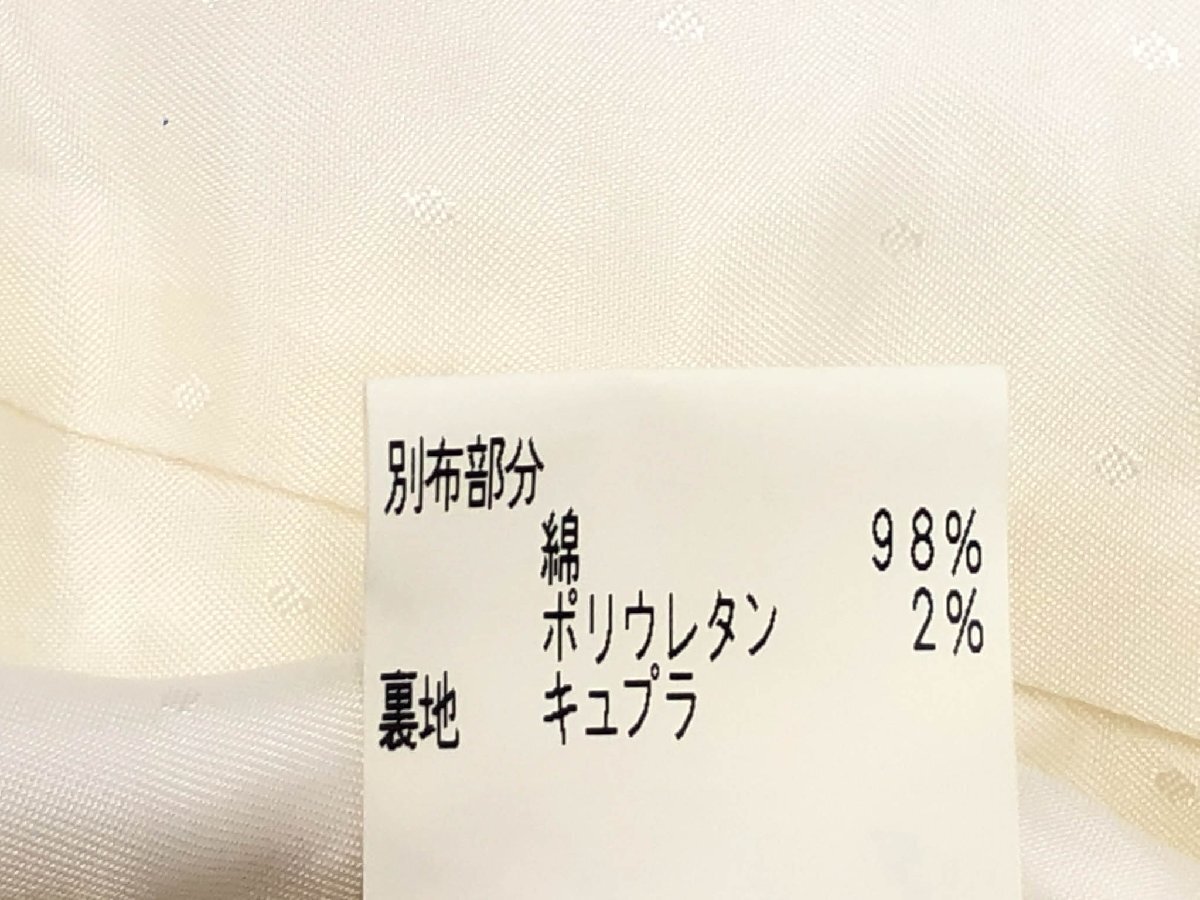 別布部分
綿 98%
ポリウレタン 2%
裏地 キュプラ